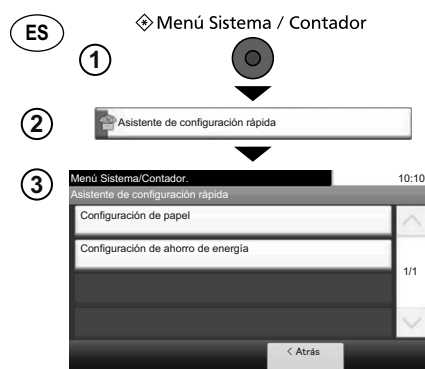 ES
Menú Sistema / Contador
1
2
Asistente de configuración rápida
3
Menú Sistema/Contador.
10:10
Asistente de configuración rápida
Configuración de papel
Configuración de ahorro de energía
1/1
< Atrás